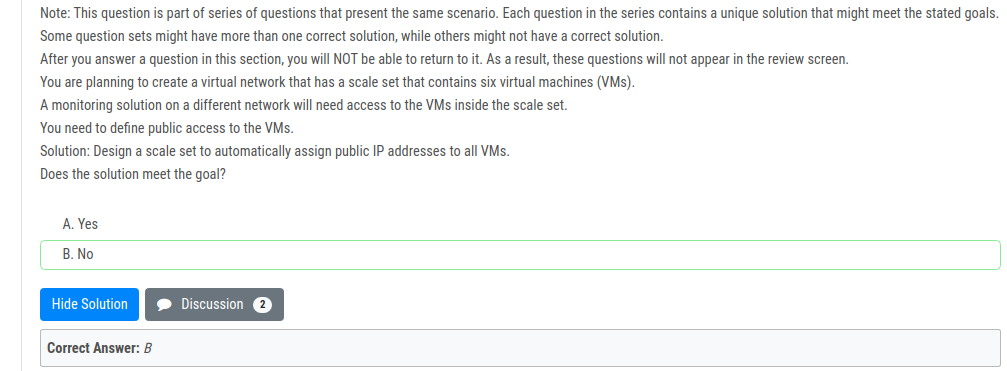 Note: This question is part of series of questions that present the same scenario. Each question in the series contains a unique solution that might meet the stated goals.
Some question sets might have more than one correct solution, while others might not have a correct solution.
After you answer a question in this section, you will NOT be able to return to it. As a result, these questions will not appear in the review screen.
You are planning to create a virtual network that has a scale set that contains six virtual machines (VMs).
A monitoring solution on a different network will need access to the VMs inside the scale set.
You need to define public access to the VMs.
Solution: Design a scale set to automatically assign public IP addresses to all VMs.
Does the solution meet the goal?
A. Yes
B. No
Hide Solution Discussion 2
Correct Answer: B